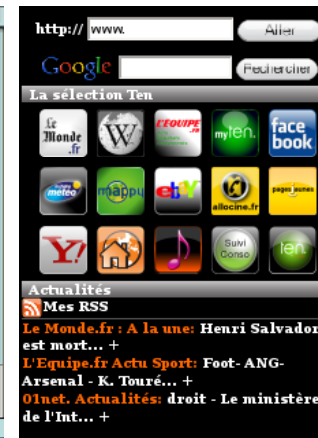 http:// www. Aller
Google Rechercher
La sélection Ten
Le Monde .fr W L'EQUIPE .fr myten. face book
météo mappy ebY allocine.fr pages jaunes
Y! Suivi Conso ten.
Actualités
Mes RSS
Le Monde.fr : A la une: Henri Salvador
est mort... +
L'Equipe.fr Actu Sport: Foot- ANG-
Arsenal - K. Touré... +
01net. Actualités: droit - Le ministère
de l'Int... +